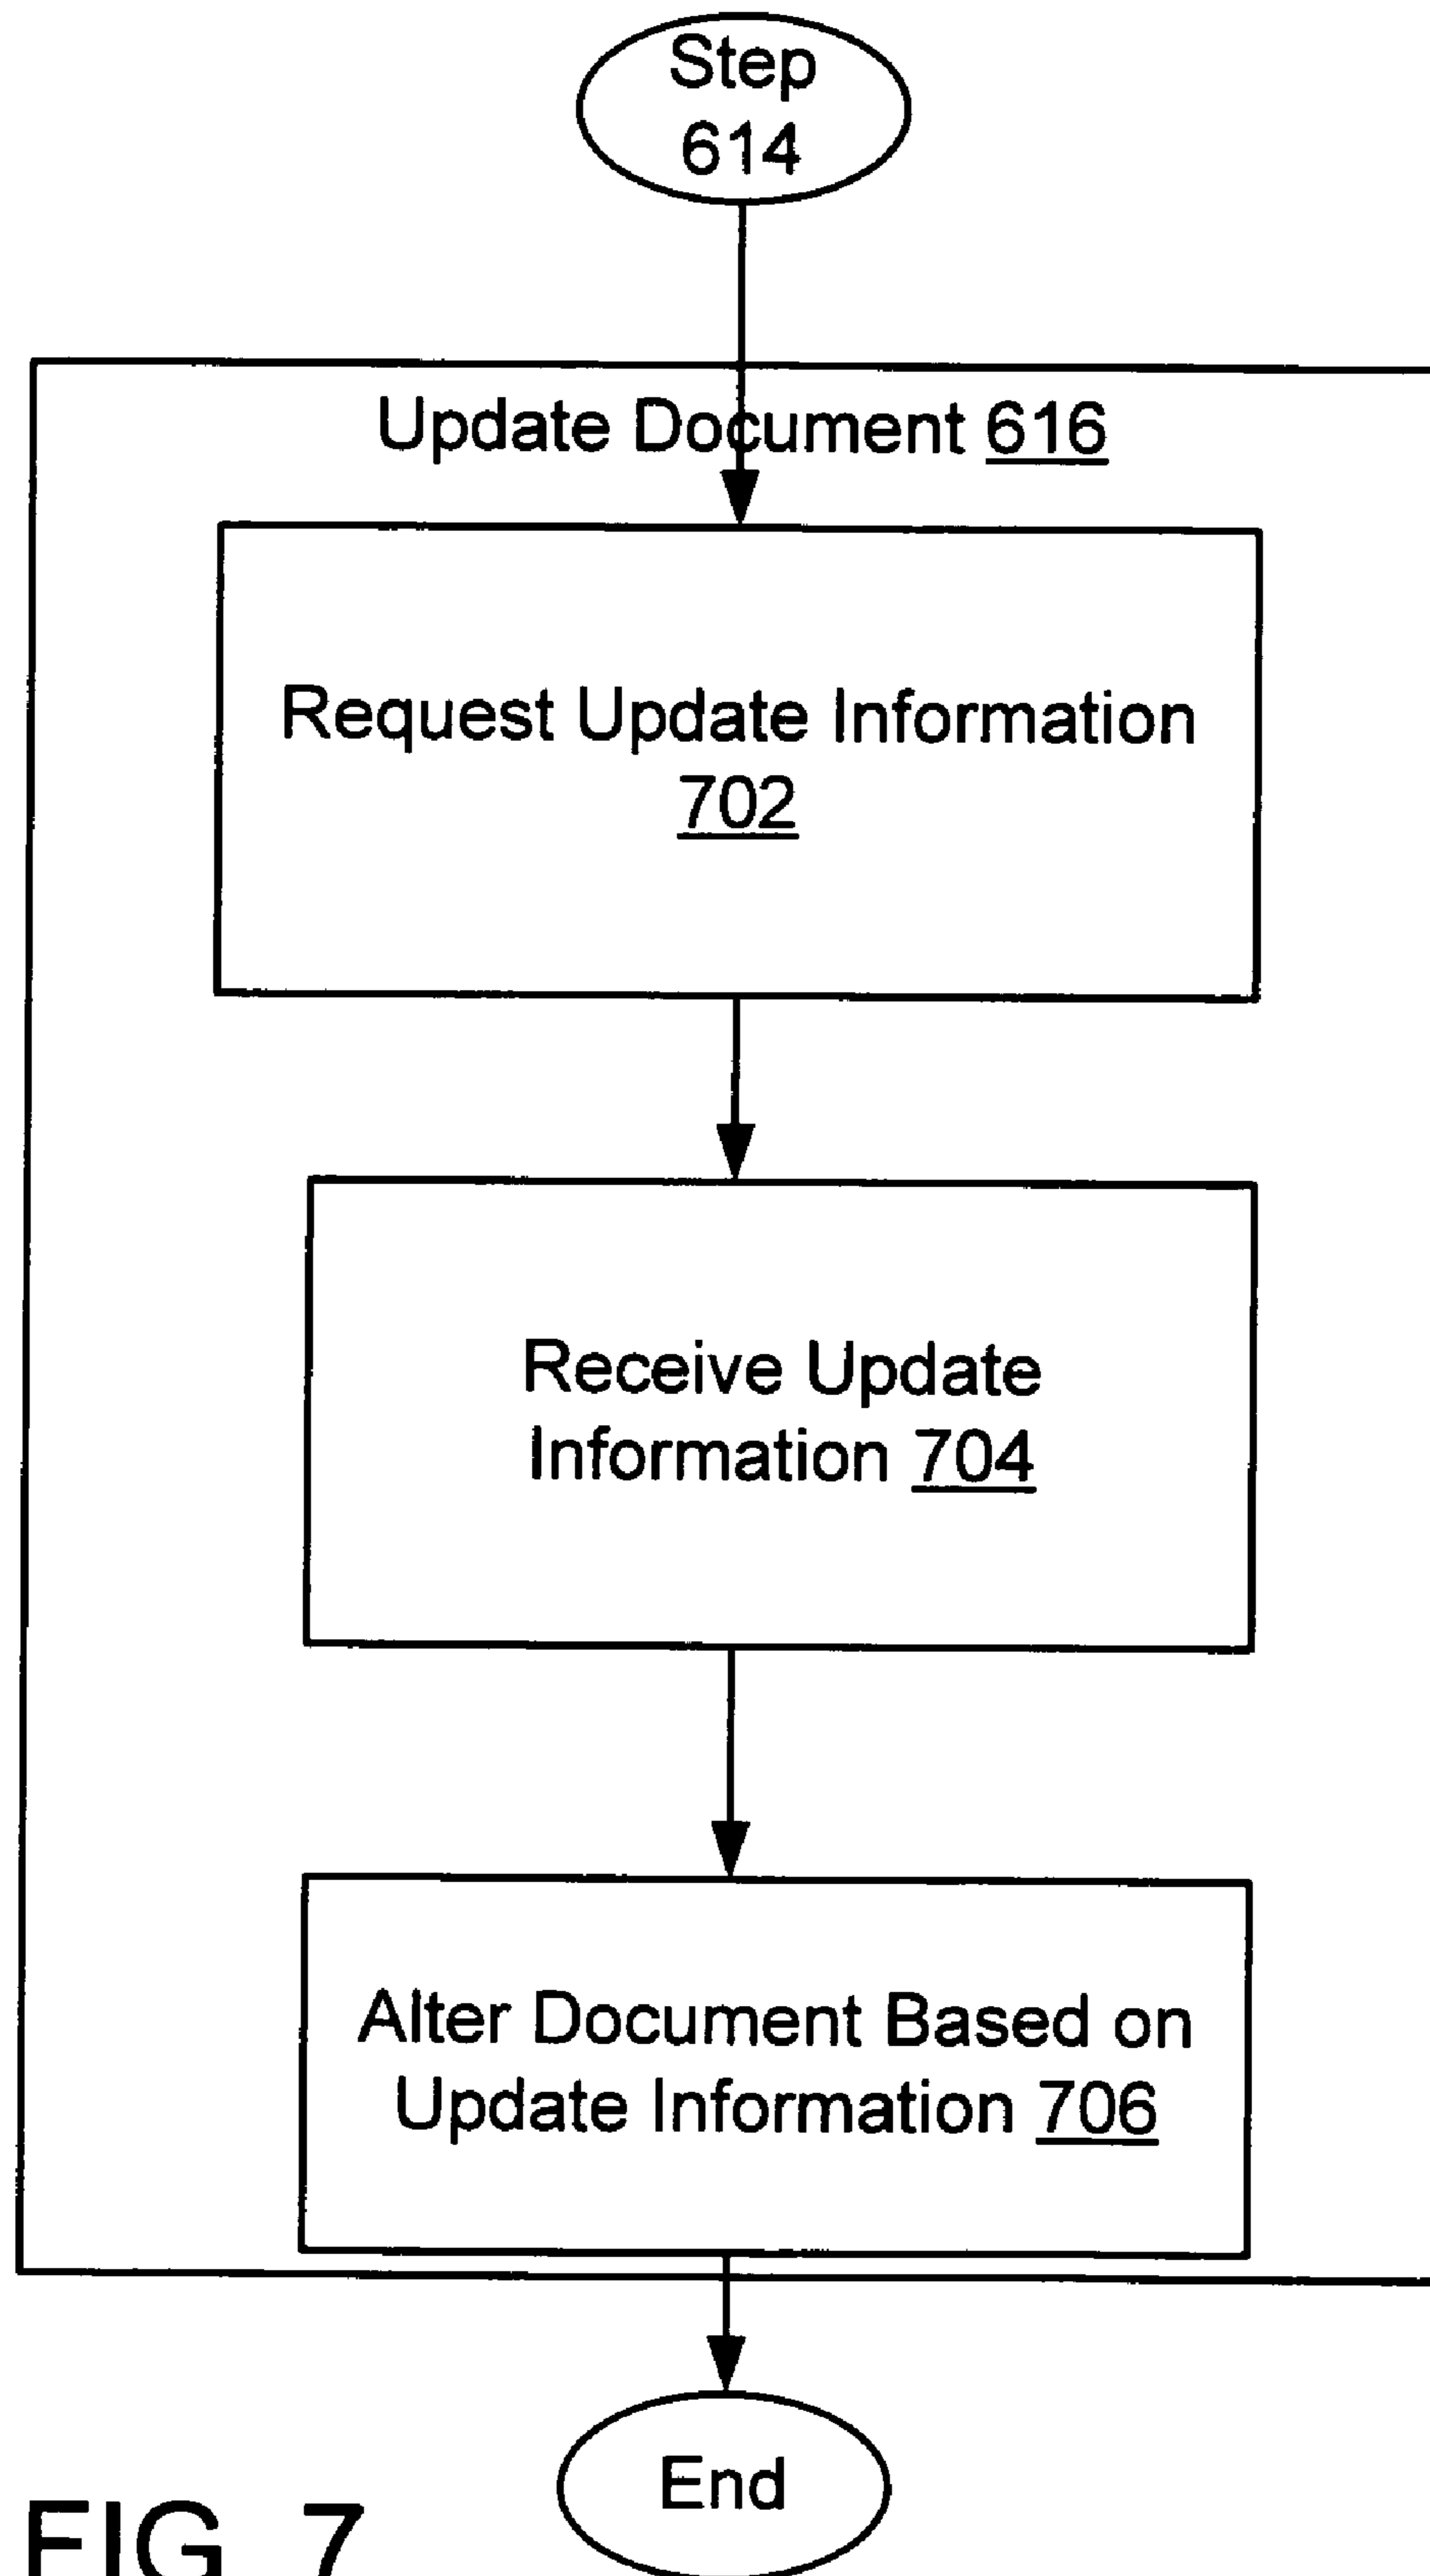 Step
614
Update Document 616
Request Update Information
702
Receive Update
Information 704
Alter Document Based on
Update Information 706
End
FIG. 7